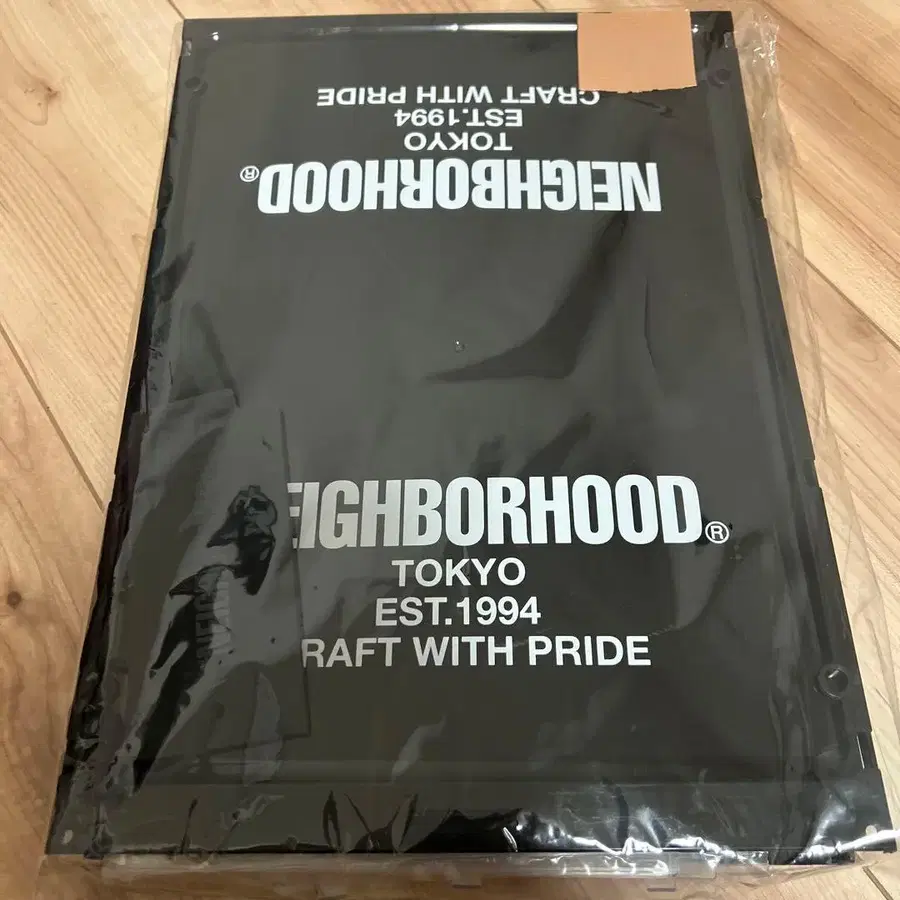 CRAFT WITH PRIDE
EST.1994
TOKYO
NEIGHBORHOOD®
EIGHBORHOOD®
TOKYO
EST.1994
RAFT WITH PRIDE